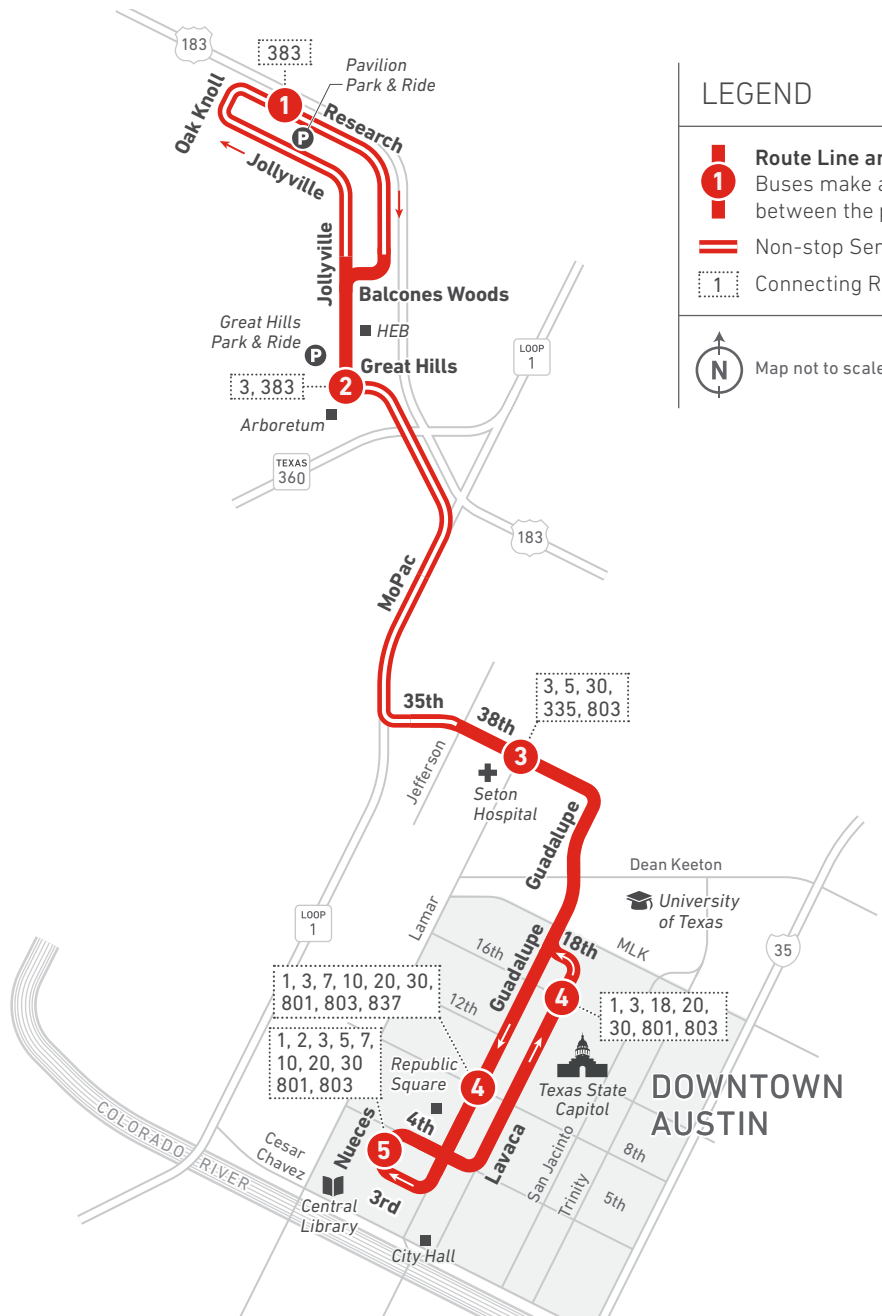 183
383
Pavilion
Park & Ride
Oak Knoll
1
P
Research
Jollyville
Jollyville
Balcones Woods
Great Hills
Park & Ride
P
HEB
Great Hills
3, 383
2
Arboretum
LOOP
1
TEXAS
360
183
MoPac
35th
38th
3, 5, 30,
335, 803
3
Jefferson
Seton
Hospital
Guadalupe
Dean Keeton
University
of Texas
LOOP
1
Lamar
MLK
35
16th
Guadalupe
18th
12th
4
1, 3, 7, 10, 20, 30,
801, 803, 837
1, 3, 18, 20,
30, 801, 803
1, 2, 3, 5, 7,
10, 20, 30
801, 803
Republic
Square
4
Texas State
Capitol
DOWNTOWN
AUSTIN
COLORADO RIVER
Cesar
Chavez
Nueces
4th
5
Lavaca
San Jacinto
Trinity
8th
5th
3rd
Central
Library
City Hall
LEGEND
1
Route Line
Buses make
between the
Non-stop
1
Connecting
N
Map not to scale